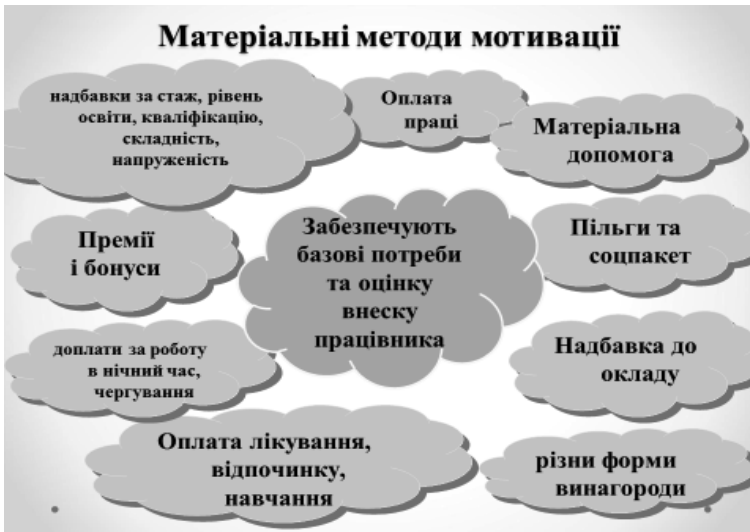 Матеріальні методи мотивації
надбавки за стаж, рівень
освіти, кваліфікацію,
складність,
напруженість
Оплата
праці
Матеріальна
допомога
Премії
і бонуси
Забезпечують
базові потреби
та оцінку
внеску
працівника
Пільги та
соцпакет
доплати за роботу
в нічний час,
чергування
Надбавка до
окладу
Оплата лікування,
відпочинку,
навчання
різни форми
винагороди